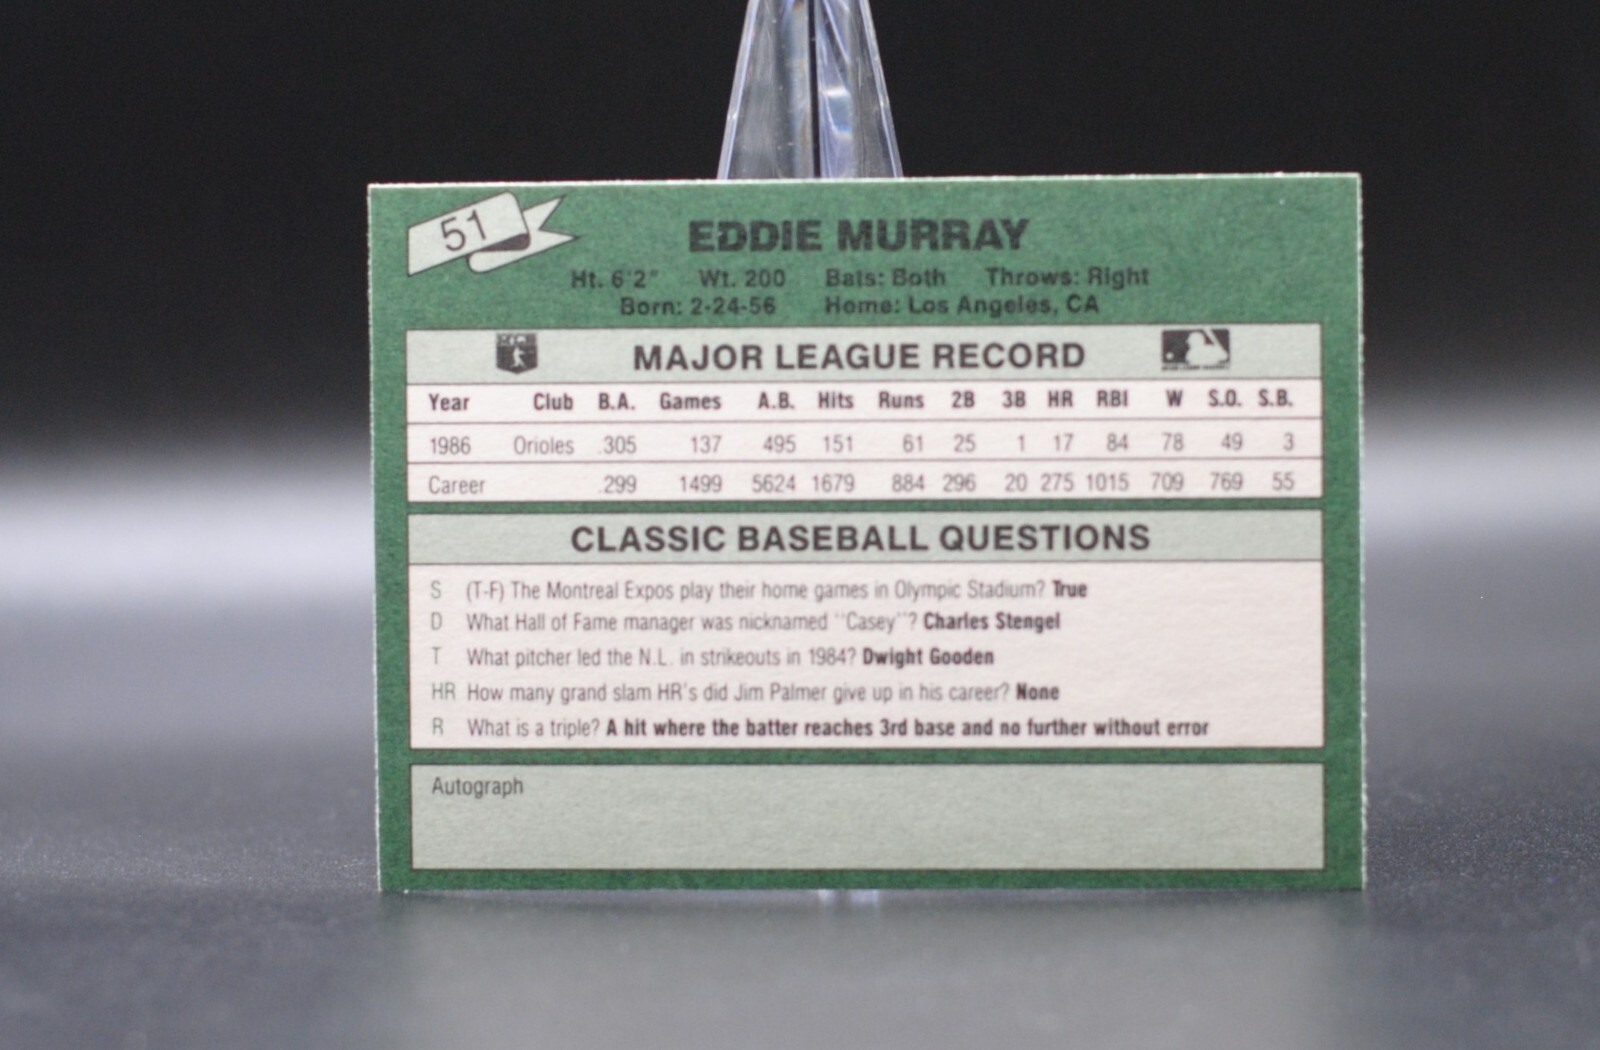 51
EDDIE MURRAY
Ht. 6'2" Wt. 200 Bats: Both Throws: Right
Born: 2-24-56 Home: Los Angeles, CA
MAJOR LEAGUE RECORD
Year Club B.A. Games A.B. Hits Runs 2B 3B HR RBI W S.O. S.B.
1986 Orioles .305 137 495 151 61 25 1 17 84 78 49 3
Career .299 1499 5624 1679 884 296 20 275 1015 709 769 55
CLASSIC BASEBALL QUESTIONS
S (T-F) The Montreal Expos play their home games in Olympic Stadium? True
D What Hall of Fame manager was nicknamed "Casey"? Charles Stengel
T What pitcher led the N.L. in strikeouts in 1984? Dwight Gooden
HR How many grand slam HR's did Jim Palmer give up in his career? None
R What is a triple? A hit where the batter reaches 3rd base and no further without error
Autograph